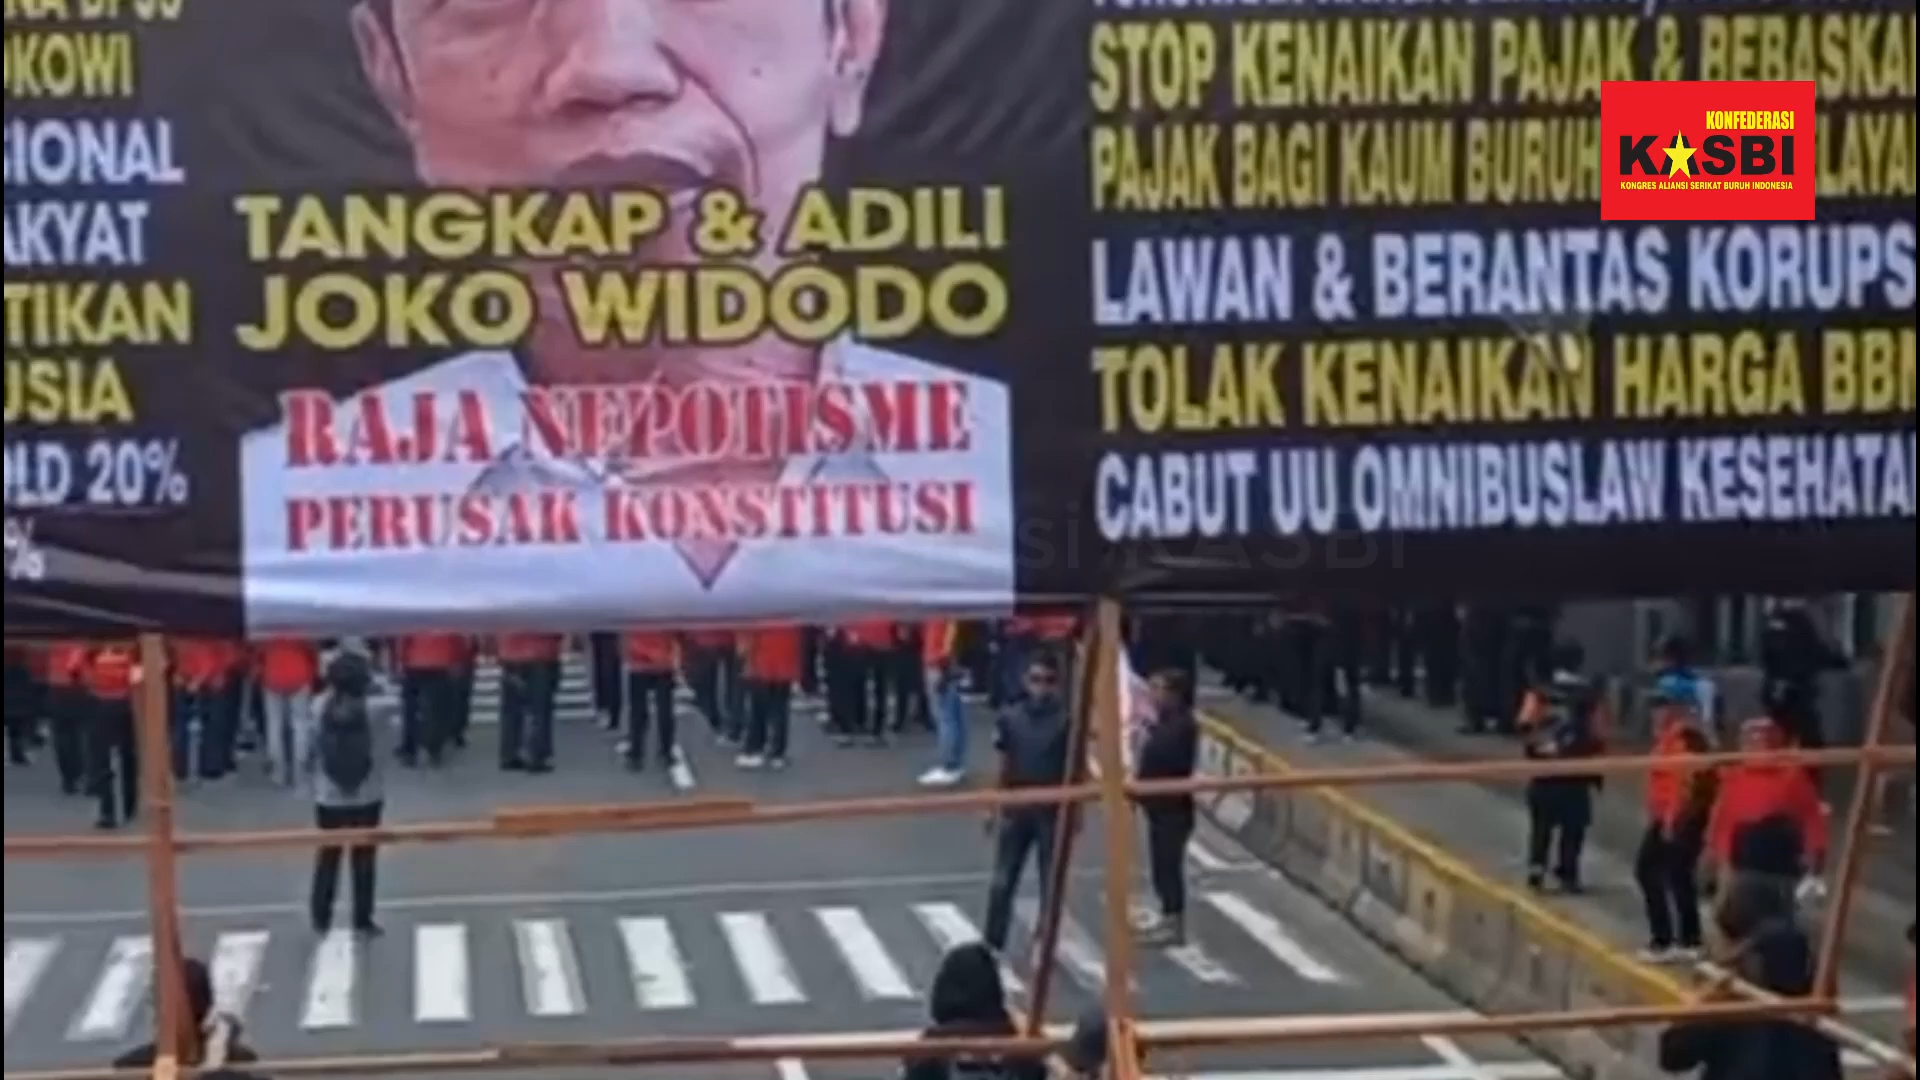 OKOWI
SIONAL
AKYAT
TIKAN
USIA
OLD 20%
%
TANGKAP & ADILI
JOKO WIDODO
RAJA NEPOTISME
PERUSAK KONSTITUSI
STOP KENAIKAN PAJAK & BEBASKA
PAJAK BAGI KAUM BURUH
LAWAN & BERANTAS KORUPS
TOLAK KENAIKAN HARGA BB
CABUT UU OMNIBUSLAW KESEHATA
KONFEDERASI
KASBI
KONGRES ALIANSI SERIKAT BURUH INDONESIA